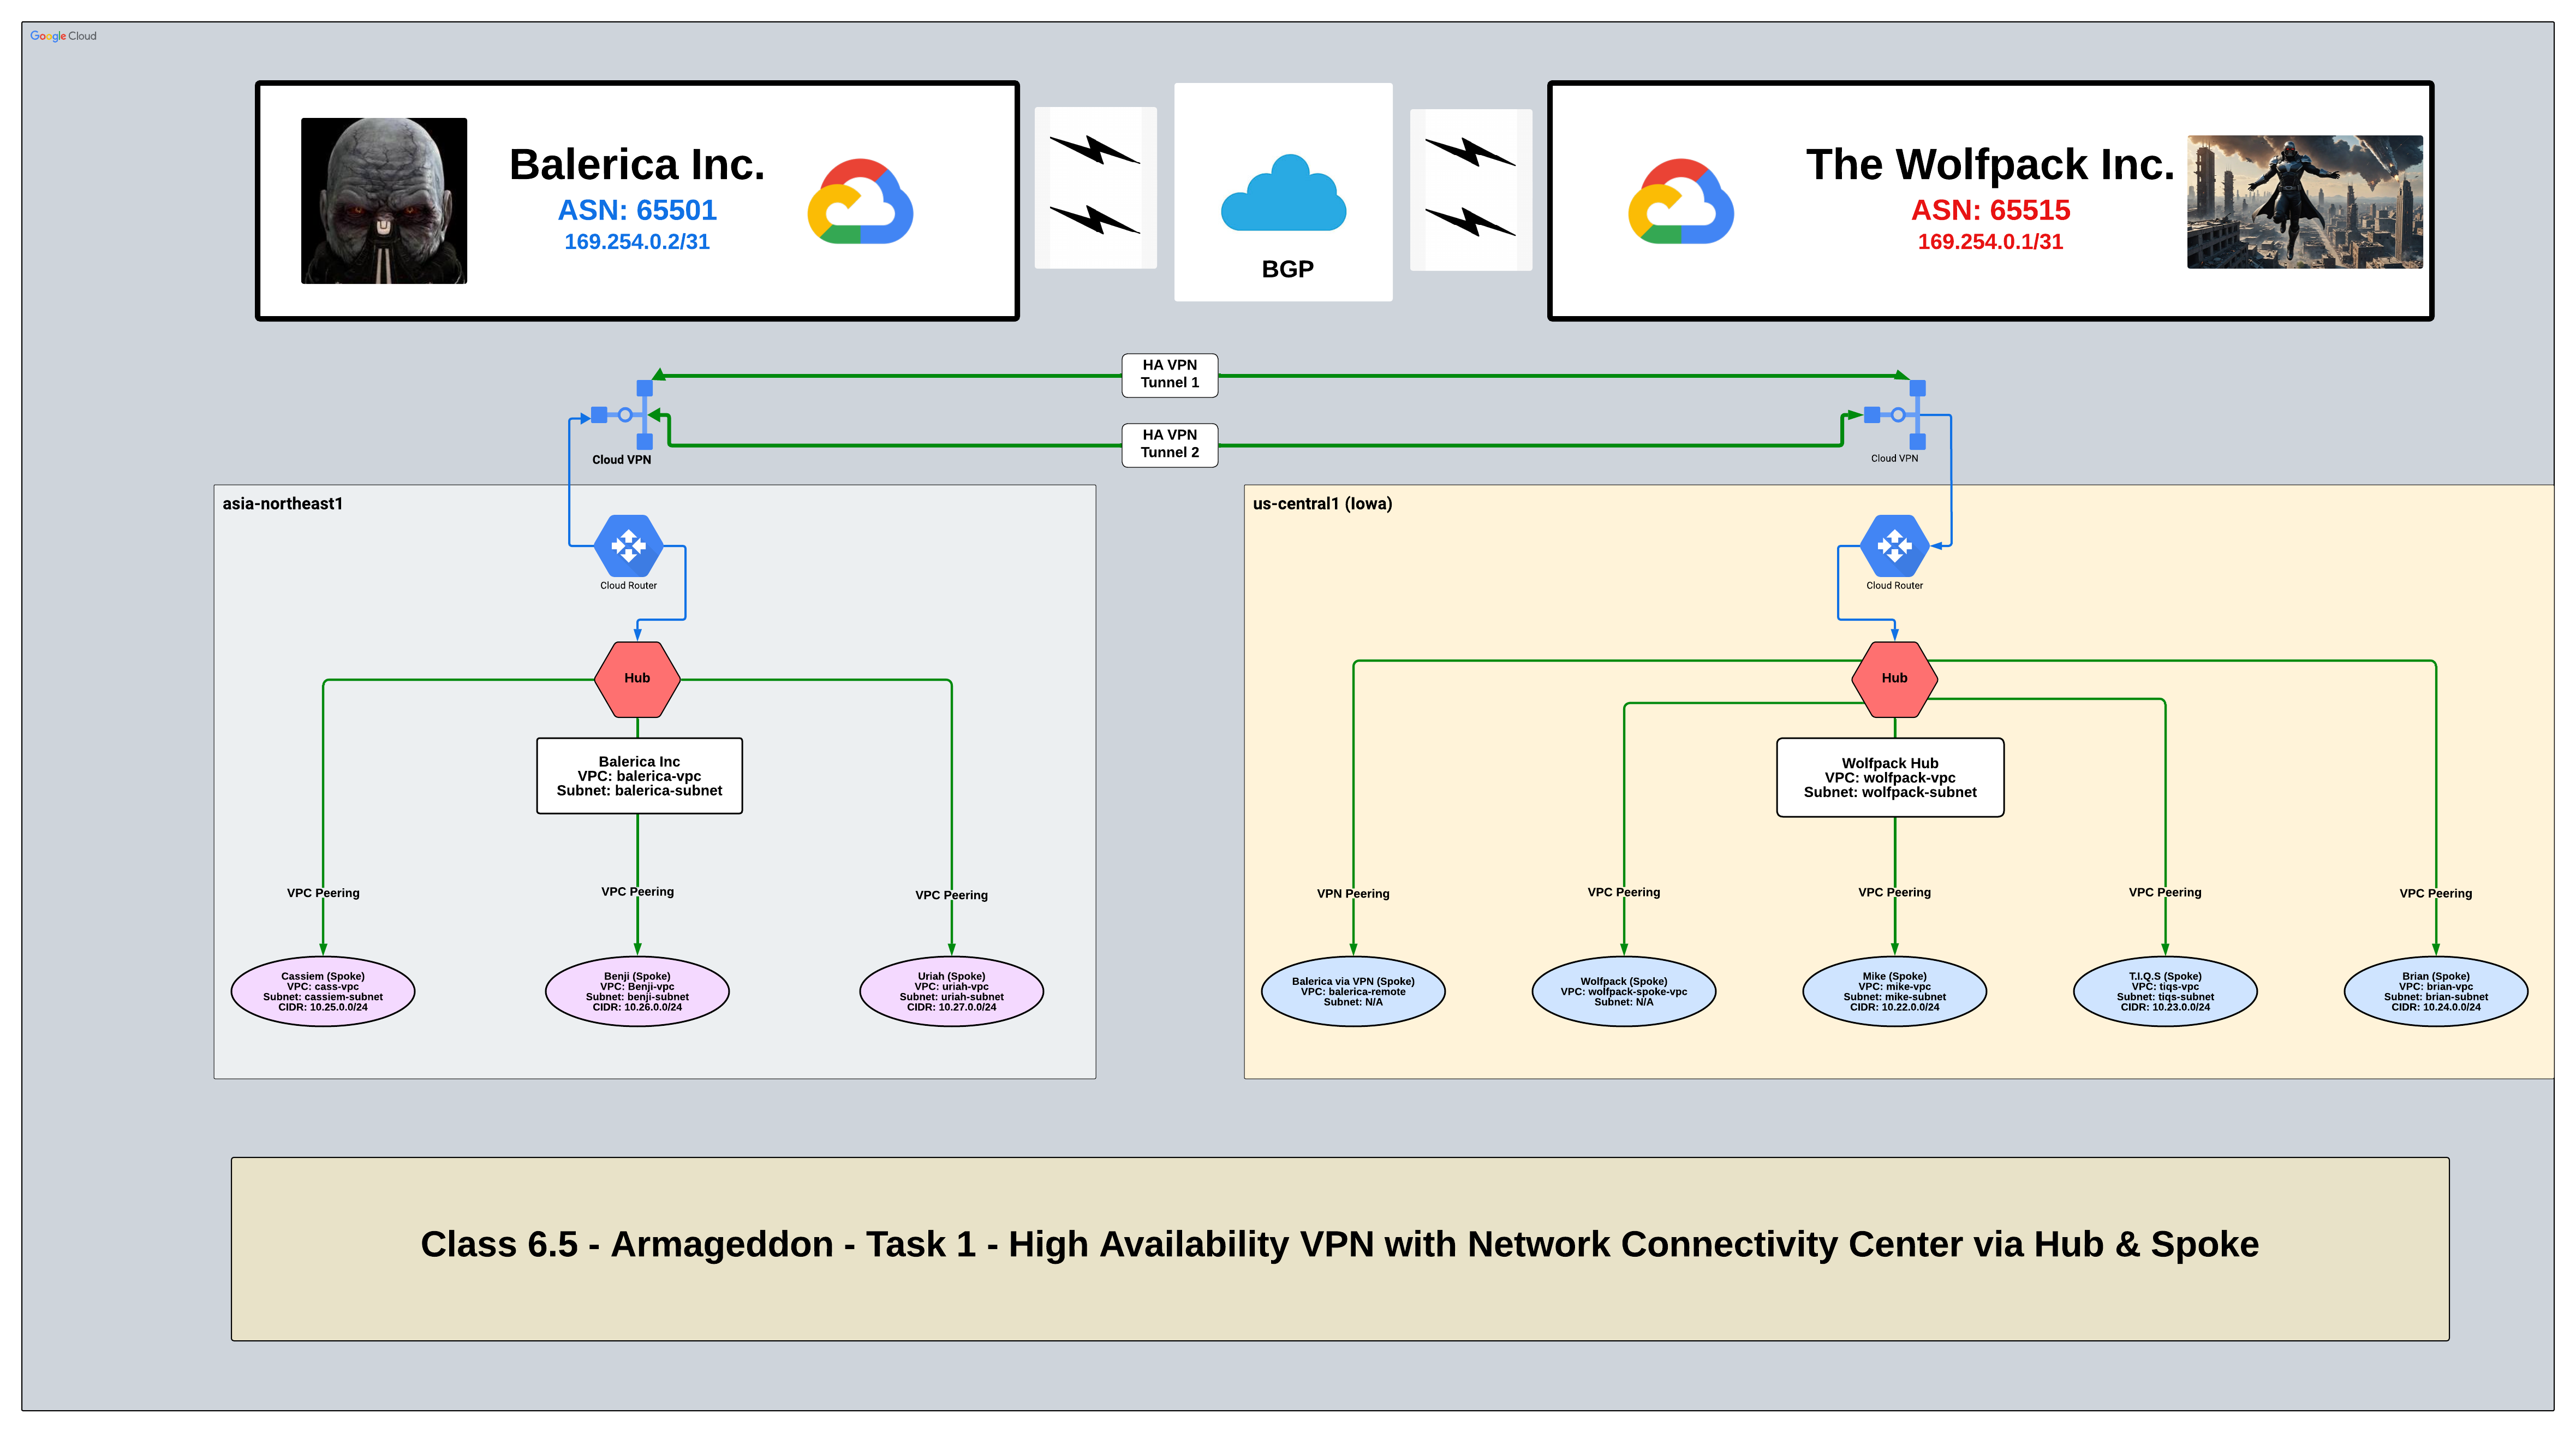 Google Cloud
Balerica Inc.
ASN: 65501
169.254.0.2/31
BGP
The Wolfpack Inc.
ASN: 65515
169.254.0.1/31
HA VPN
Tunnel 1
HA VPN
Tunnel 2
Cloud VPN
Cloud VPN
asia-northeast1
Cloud Router
Hub
Balerica Inc
VPC: balerica-vpc
Subnet: balerica-subnet
VPC Peering
VPC Peering
VPC Peering
Cassiem (Spoke)
VPC: cass-vpc
Subnet: cassiem-subnet
CIDR: 10.25.0.0/24
Benji (Spoke)
VPC: Benji-vpc
Subnet: benji-subnet
CIDR: 10.26.0.0/24
Uriah (Spoke)
VPC: uriah-vpc
Subnet: uriah-subnet
CIDR: 10.27.0.0/24
us-central1 (Iowa)
Cloud Router
Hub
Wolfpack Hub
VPC: wolfpack-vpc
Subnet: wolfpack-subnet
VPN Peering
VPC Peering
VPC Peering
VPC Peering
VPC Peering
Balerica via VPN (Spoke)
VPC: balerica-remote
Subnet: N/A
Wolfpack (Spoke)
VPC: wolfpack-spoke-vpc
Subnet: N/A
Mike (Spoke)
VPC: mike-vpc
Subnet: mike-subnet
CIDR: 10.22.0.0/24
T.I.Q.S (Spoke)
VPC: tiqs-vpc
Subnet: tiqs-subnet
CIDR: 10.23.0.0/24
Brian (Spoke)
VPC: brian-vpc
Subnet: brian-subnet
CIDR: 10.24.0.0/24
Class 6.5 - Armageddon - Task 1 - High Availability VPN with Network Connectivity Center via Hub & Spoke